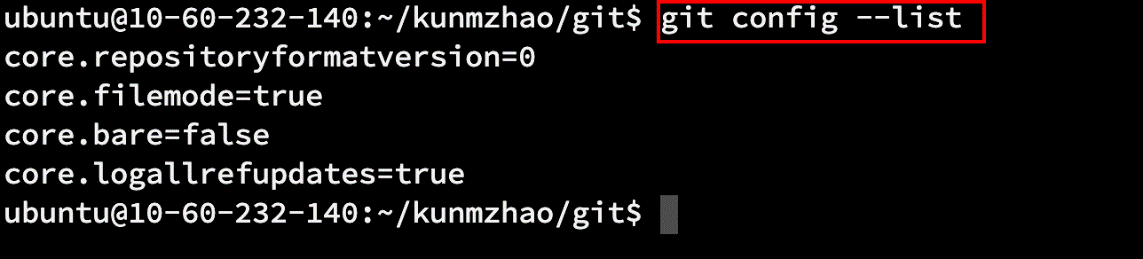 ubuntu@10-60-232-140:~/kunmzhao/git$ git config --list
core.repositoryformatversion=0
core.filemode=true
core.bare=false
core.logallrefupdates=true
ubuntu@10-60-232-140:~/kunmzhao/git$